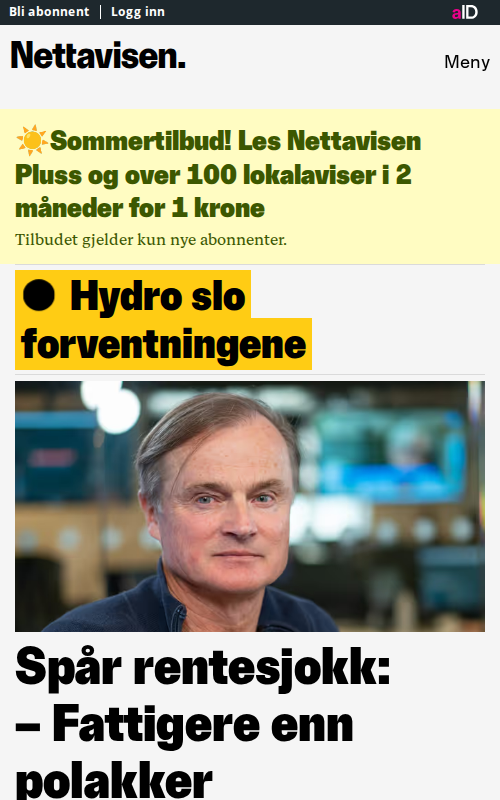 Bli abonnent | Logg inn
aID
Nettavisen.
Meny
☀️Sommertilbud! Les Nettavisen
Pluss og over 100 lokalaviser i 2
måneder for 1 krone
Tilbudet gjelder kun nye abonnenter.
Hydro slo
forventningene
Spår rentesjokk:
– Fattigere enn
polakker